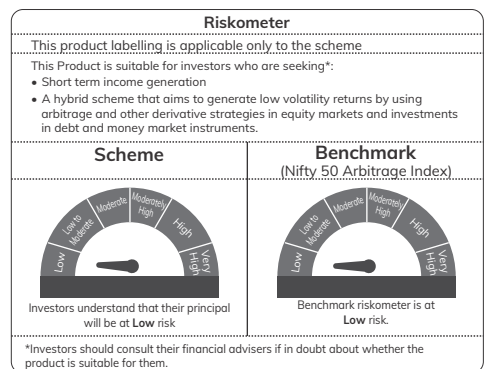 Riskometer
This product labelling is applicable only to the scheme
This Product is suitable for investors who are seeking*:
• Short term income generation
• A hybrid scheme that aims to generate low volatility returns by using
arbitrage and other derivative strategies in equity markets and investments
in debt and money market instruments.
Scheme
Low
Low to
Moderate
Moderate
Moderately
High
High
Very
High
Investors understand that their principal
will be at Low risk
Benchmark
(Nifty 50 Arbitrage Index)
Low
Low to
Moderate
Moderate
Moderately
High
High
Very
High
Benchmark riskometer is at
Low risk.
*Investors should consult their financial advisers if in doubt about whether the
product is suitable for them.